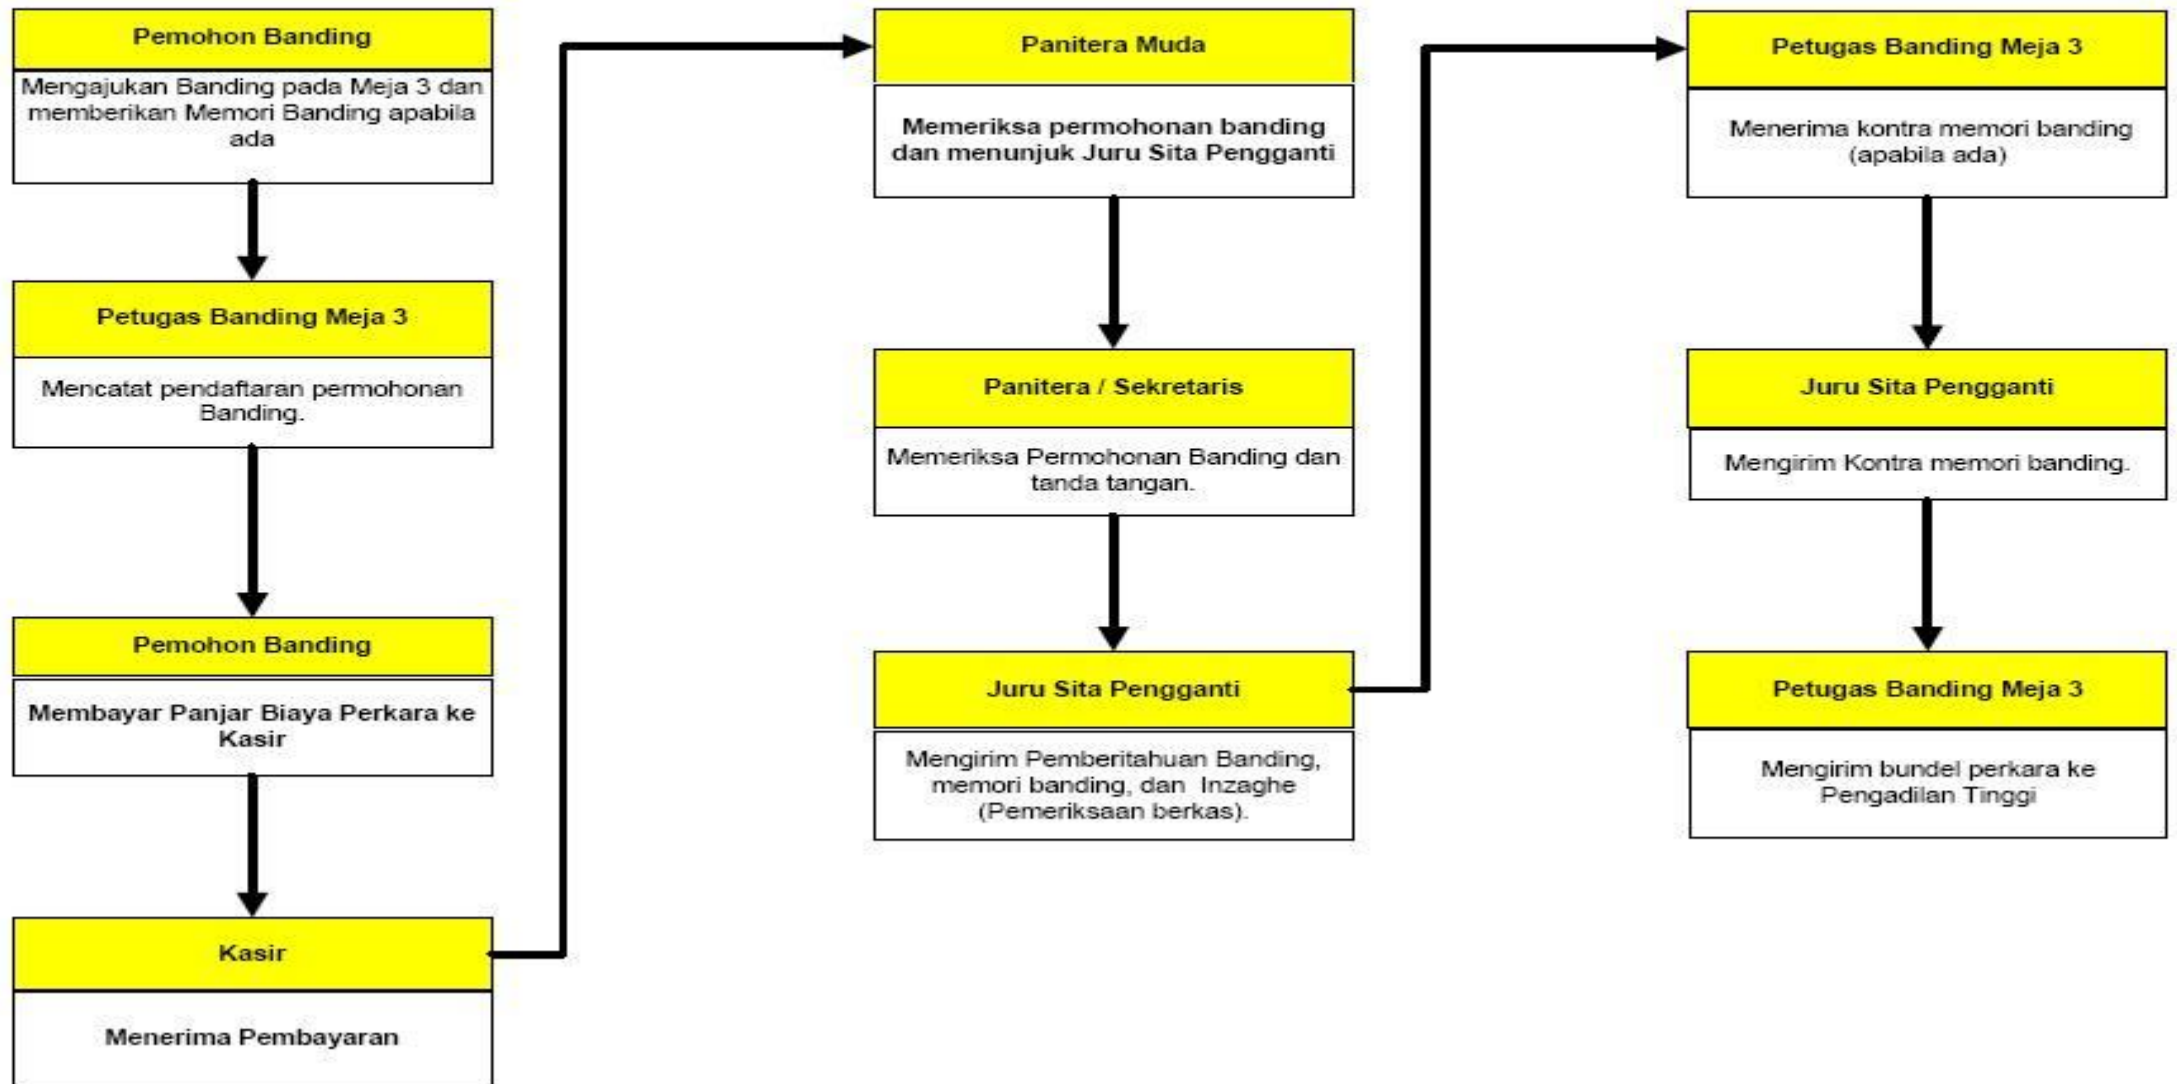 Pemohon Banding
Mengajukan Banding pada Meja 3 dan
memberikan Memori Banding apabila
ada
Petugas Banding Meja 3
Mencatat pendaftaran permohonan
Banding.
Pemohon Banding
Membayar Panjar Biaya Perkara ke
Kasir
Kasir
Menerima Pembayaran
Panitera Muda
Memeriksa permohonan banding
dan menunjuk Juru Sita Pengganti
Panitera / Sekretaris
Memeriksa Permohonan Banding dan
tanda tangan.
Juru Sita Pengganti
Mengirim Pemberitahuan Banding,
memori banding, dan Inzaghe
(Pemeriksaan berkas).
Petugas Banding Meja 3
Menerima kontra memori banding
(apabila ada)
Juru Sita Pengganti
Mengirim Kontra memori banding.
Petugas Banding Meja 3
Mengirim bundel perkara ke
Pengadilan Tinggi